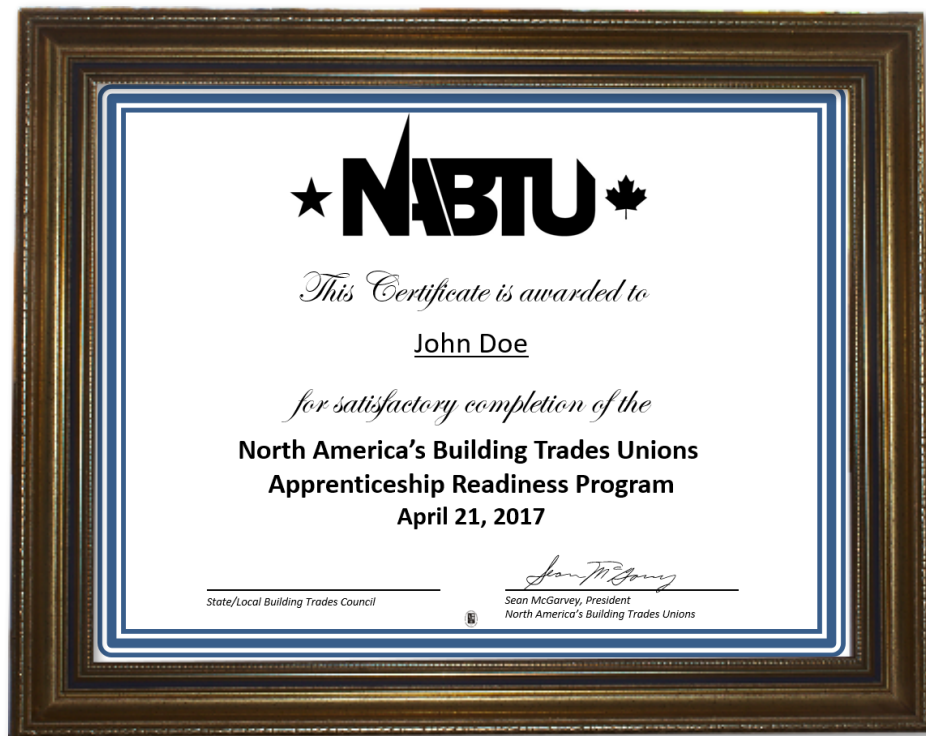 NABTU
This Certificate is awarded to
John Doe
for satisfactory completion of the
North America's Building Trades Unions
Apprenticeship Readiness Program
April 21, 2017
Sean McGarvey
State/Local Building Trades Council
Sean McGarvey, President
North America's Building Trades Unions